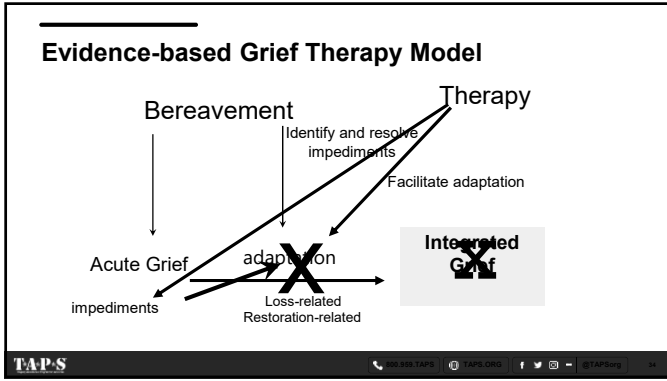 Evidence-based Grief Therapy Model
Bereavement
Therapy
Identify and resolve
impediments
Facilitate adaptation
Acute Grief
adaptation
X
Integrated
Grief
X
impediments
Loss-related
Restoration-related
TAPS
800.959.TAPS
TAPS.ORG
@TAPSorg
34